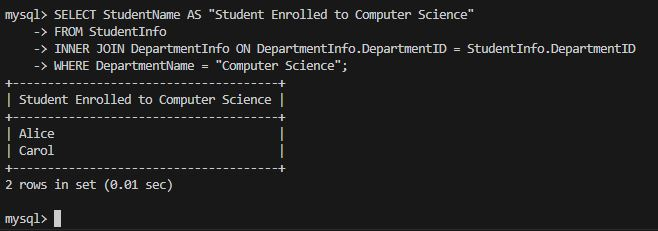 mysql> SELECT StudentName AS "Student Enrolled to Computer Science"
    -> FROM StudentInfo
    -> INNER JOIN DepartmentInfo ON DepartmentInfo.DepartmentID = StudentInfo.DepartmentID
    -> WHERE DepartmentName = "Computer Science";
+--------------------------------------+
| Student Enrolled to Computer Science |
+--------------------------------------+
| Alice                                |
| Carol                                |
+--------------------------------------+
2 rows in set (0.01 sec)
mysql>